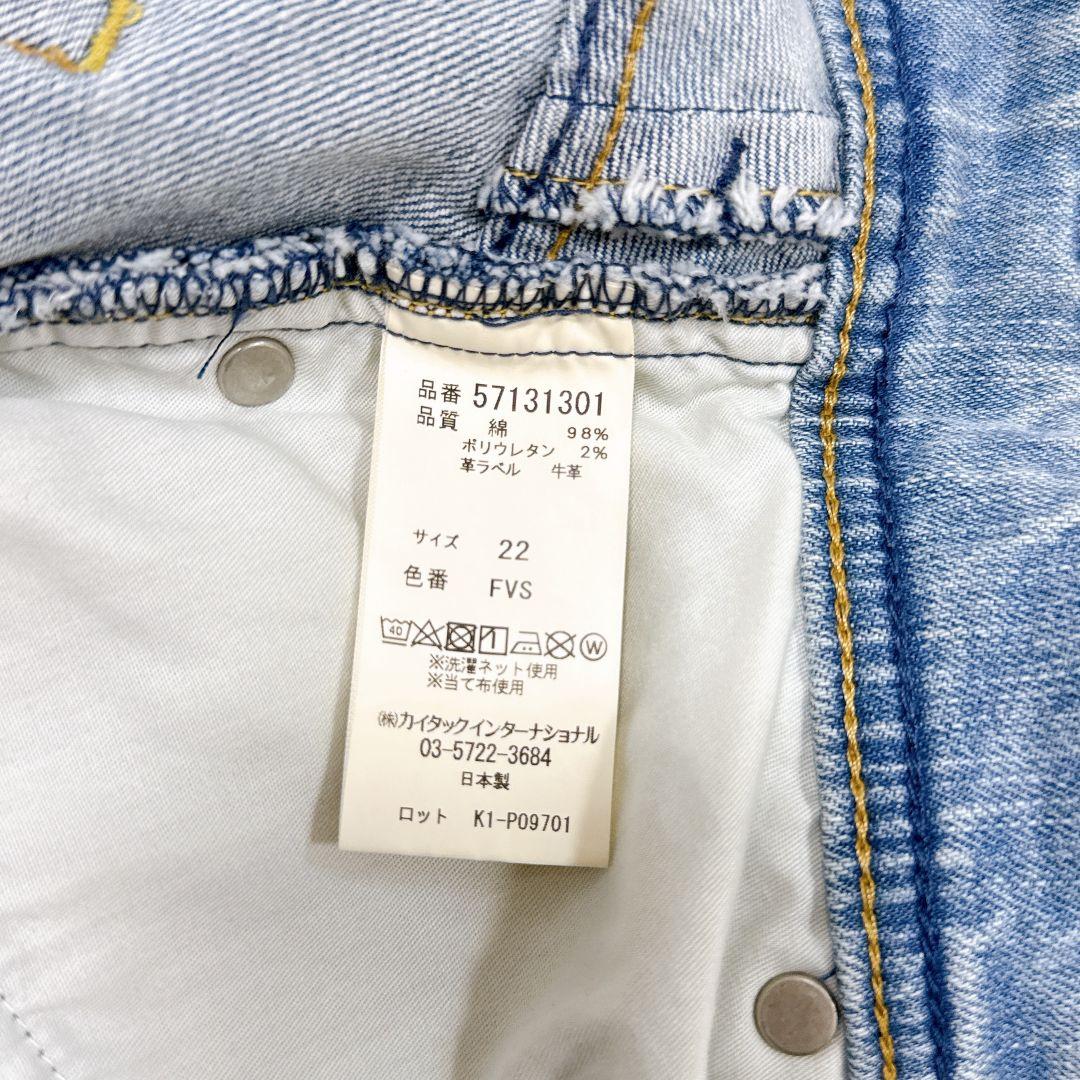 品番 57131301
品質 綿 98%
ポリウレタン 2%
革ラベル 牛革
サイズ 22
色番 FVS
40 W
※洗濯ネット使用
※当て布使用
㈱カイタックインターナショナル
03-5722-3684
日本製
ロット K1-P09701